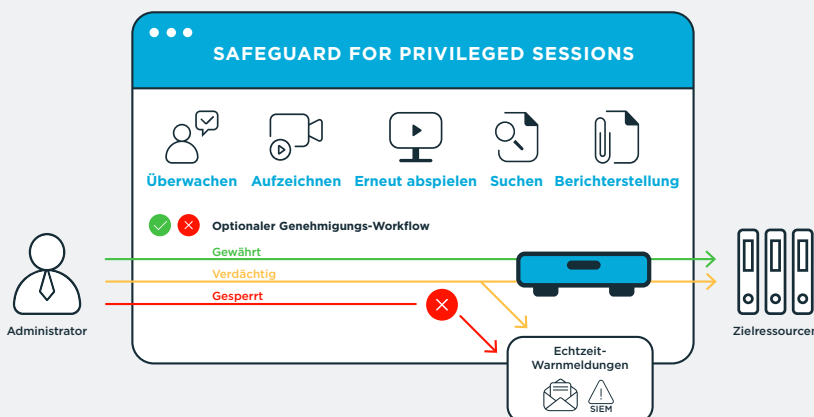 SAFEGUARD FOR PRIVILEGED SESSIONS
Überwachen
Aufzeichnen
Erneut abspielen
Suchen
Berichterstellung
Optionaler Genehmigungs-Workflow
Gewährt
Verdächtig
Gesperrt
Administrator
Zielressourcen
Echtzeit-
Warnmeldungen
SIEM